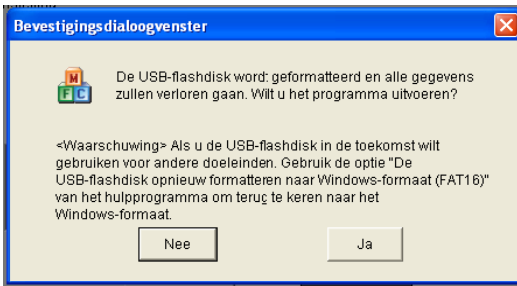 Bevestigingsdialoogvenster
M
F C
De USB-flashdisk word: geformatteerd en alle gegevens
zullen verloren gaan. Wilt u het programma uitvoeren?
<Waarschuwing> Als u de USB-flashdisk in de toekomst wilt
gebruiken voor andere doeleinden. Gebruik de optie "De
USB-flashdisk opnieuw formatteren naar Windows-formaat (FAT16)"
van het hulpprogramma om terug te keren naar het
Windows-formaat.
Nee
Ja